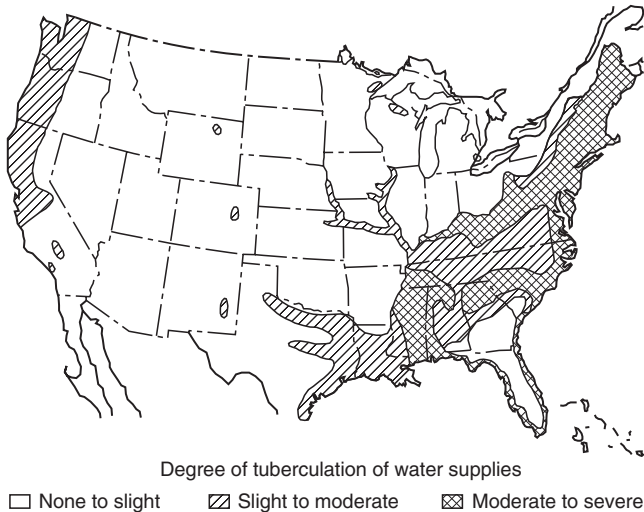 Degree of tuberculation of water supplies
None to slight Slight to moderate Moderate to severe